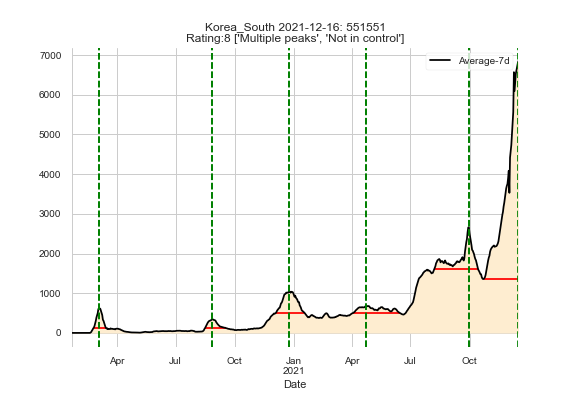 Korea_South 2021-12-16: 551551
Rating:8 ['Multiple peaks', 'Not in control']
Average-7d
7000
6000
5000
4000
3000
2000
1000
0
Apr Jul Oct Jan Apr Jul Oct
2021
Date